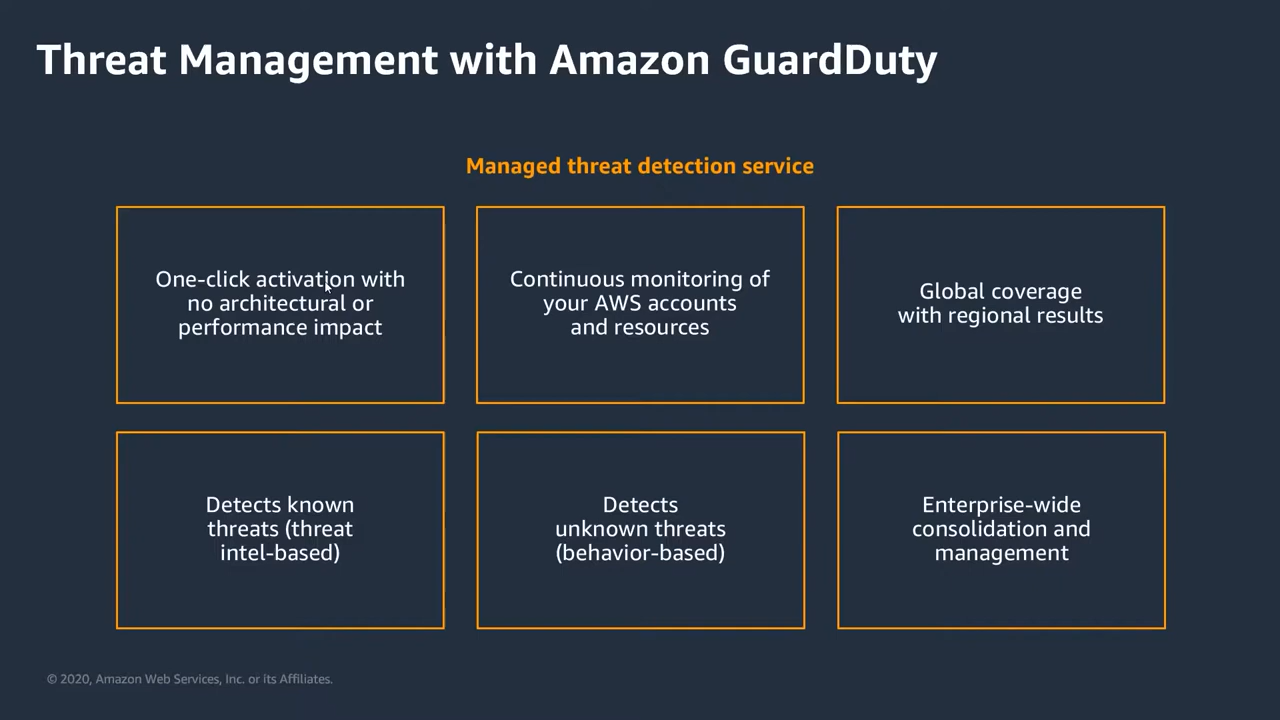 Threat Management with Amazon GuardDuty
Managed threat detection service
One-click activation with
no architectural or
performance impact
Continuous monitoring of
your AWS accounts
and resources
Global coverage
with regional results
Detects known
threats (threat
intel-based)
Detects
unknown threats
(behavior-based)
Enterprise-wide
consolidation and
management
© 2020, Amazon Web Services, Inc. or its Affiliates.